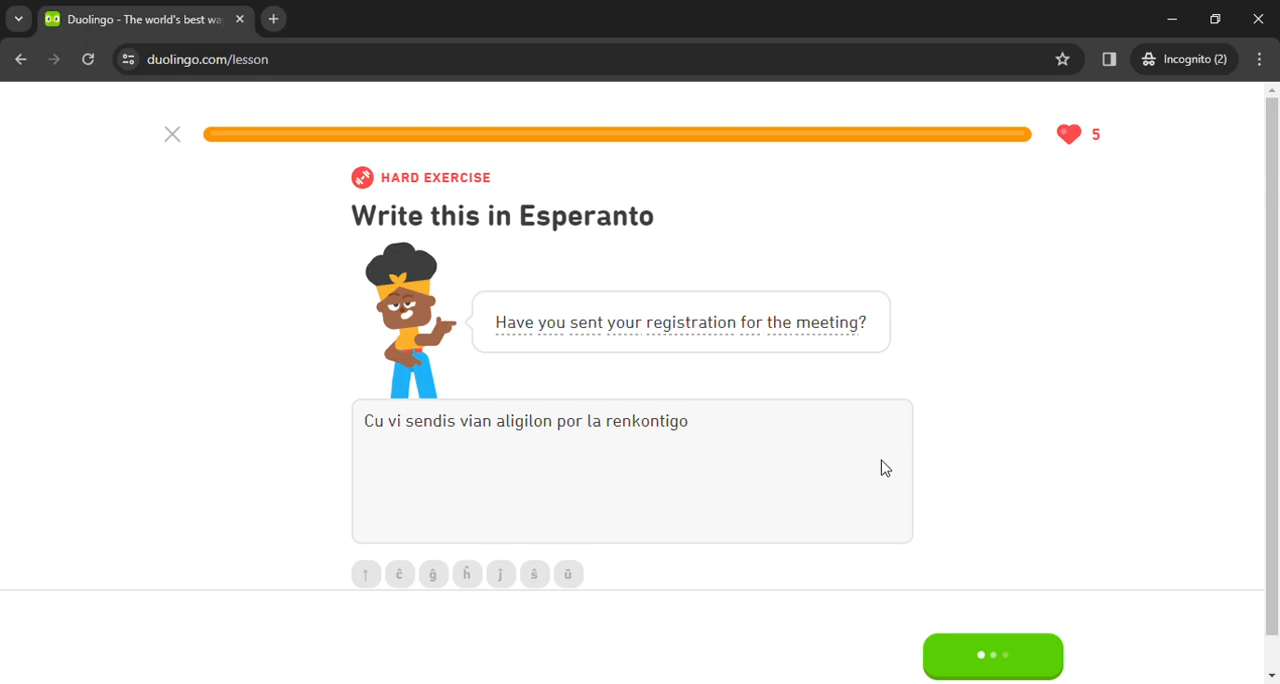 Duolingo - The world's best wa
duolingo.com/lesson
Incognito (2)
5
HARD EXERCISE
Write this in Esperanto
Have you sent your registration for the meeting?
Cu vi sendis vian aligilon por la renkontigo
↑ ĉ ĝ ĥ ĵ ŝ ŭ